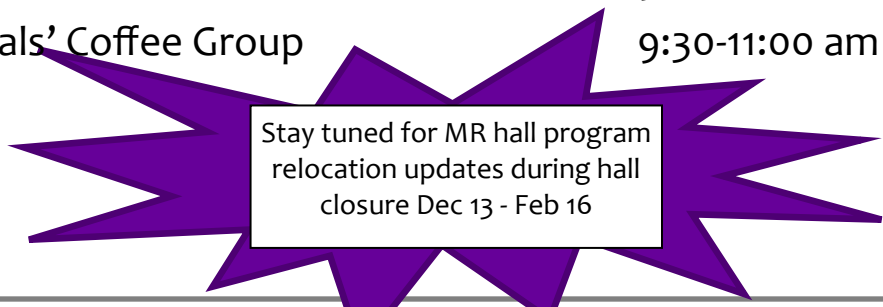 Coffee Group 9:30-11:00 am
Stay tuned for MR hall program
relocation updates during hall
closure Dec 13 - Feb 16